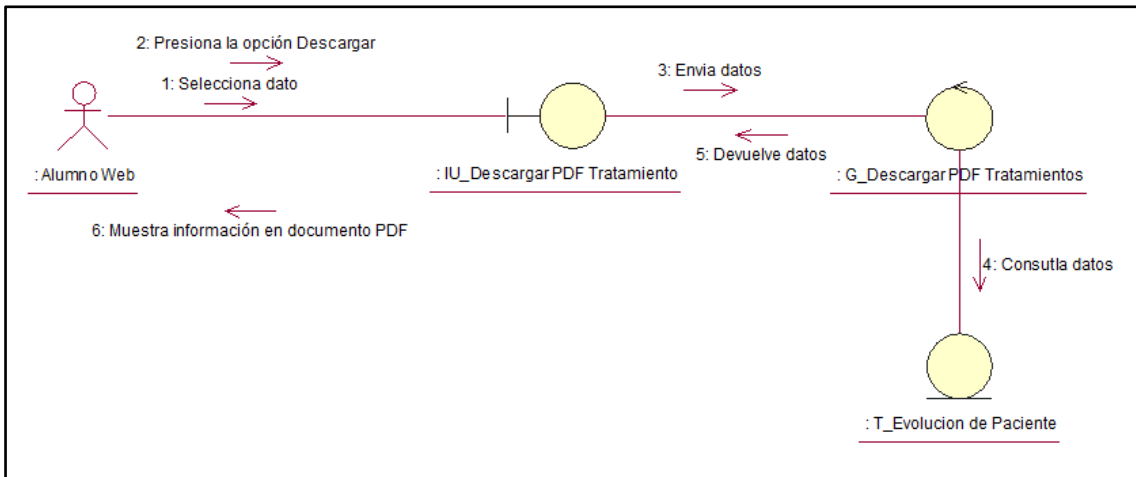 2: Presiona la opción Descargar
1: Selecciona dato
3: Envia datos
5: Devuelve datos
: Alumno Web
: IU_Descargar PDF Tratamiento
: G_Descargar PDF Tratamientos
6: Muestra información en documento PDF
4: Consutla datos
: T_Evolucion de Paciente